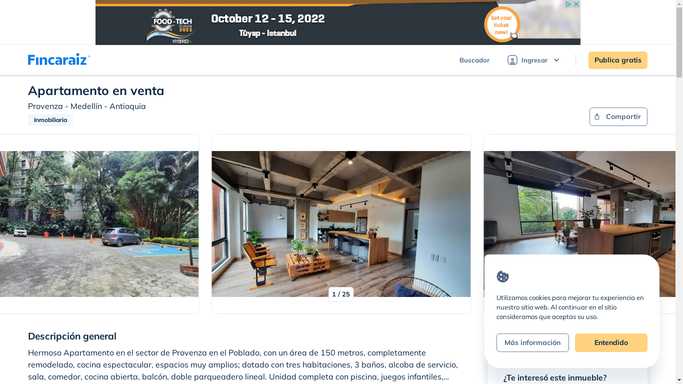 FOOD-TECH
October 12 - 15, 2022
Tüyap - Istanbul
Get your
ticket
now!
Fincaraiz
Buscador
Ingresar
Publica gratis
Apartamento en venta
Provenza - Medellín - Antioquia
Inmobiliaria
Compartir
1 / 25
Utilizamos cookies para mejorar tu experiencia en
nuestro sitio web. Al continuar en el sitio
consideramos que aceptas su uso.
Más información
Entendido
Descripción general
Hermoso Apartamento en el sector de Provenza en el Poblado, con un área de 150 metros, completamente
remodelado, cocina espectacular, espacios muy amplios; dotado con tres habitaciones, 3 baños, alcoba de servicio,
sala, comedor, cocina abierta, balcón, doble parqueadero lineal. Unidad completa con piscina, juegos infantiles,...
¿Te interesó este inmueble?